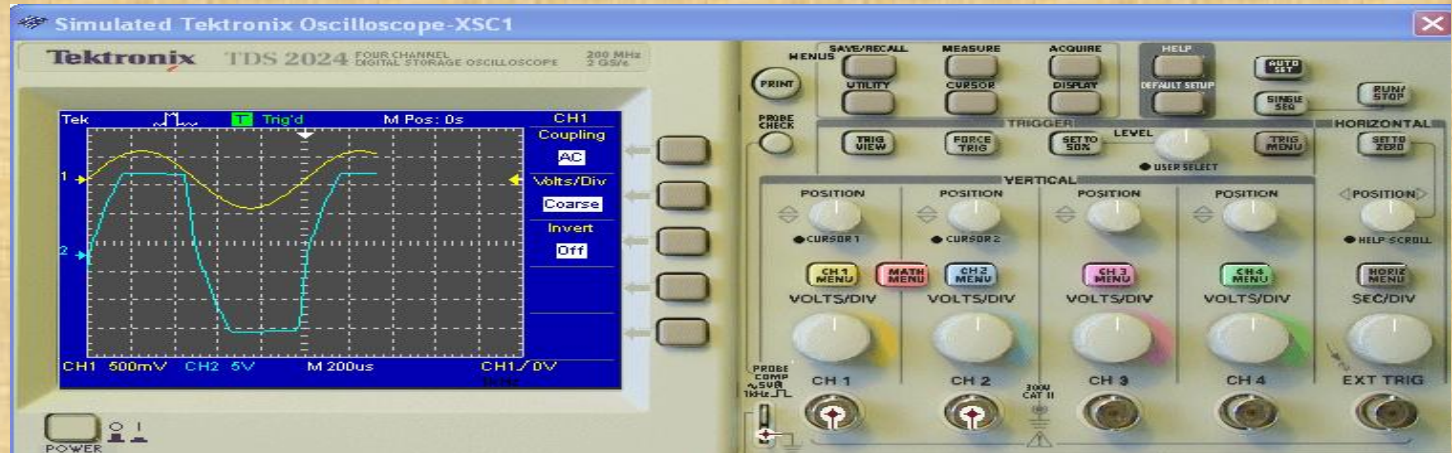 Simulated Tektronix Oscilloscope-XSC1
Tektronix TDS 2024 FOUR CHANNEL DIGITAL STORAGE OSCILLOSCOPE 200 MHz 2 GS/s
Tek T Trig'd M Pos: 0s CH1
Coupling
AC
Volts/Div
Coarse
Invert
Off
1
2
CH1 500mV CH2 5V M 200us CH1 / 0V
POWER
MENUS
SAVE/RECALL MEASURE ACQUIRE HELP
PRINT
AUTO SET
UTILITY CURSOR DISPLAY DEFAULT SETUP
SINGLE SEQ
RUN/STOP
PROBE CHECK
TRIGGER
HORIZONTAL
TRIG VIEW
FORCE TRIG
SET TO 50%
LEVEL
TRIG MENU
SET TO ZERO
USER SELECT
VERTICAL
POSITION POSITION POSITION POSITION POSITION
CURSOR 1 CURSOR 2 HELP SCROLL
CH 1 MENU
MATH MENU
CH 2 MENU
CH 3 MENU
CH 4 MENU
HORIZ MENU
VOLTS/DIV VOLTS/DIV VOLTS/DIV VOLTS/DIV SEC/DIV
PROBE COMP
~5V@
1kHz
CH 1 CH 2 300V CAT II CH 3 CH 4 EXT TRIG